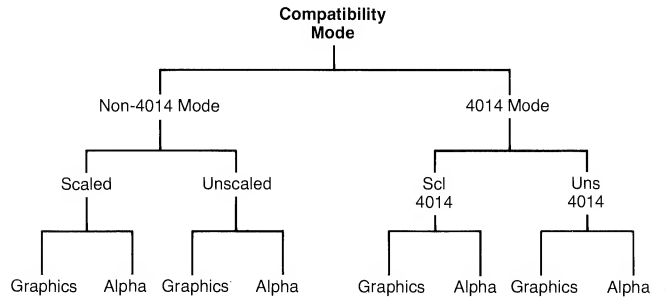 Compatibility
Mode
Non-4014 Mode
4014 Mode
Scaled
Unscaled
Scl
4014
Uns
4014
Graphics Alpha Graphics Alpha Graphics Alpha Graphics Alpha